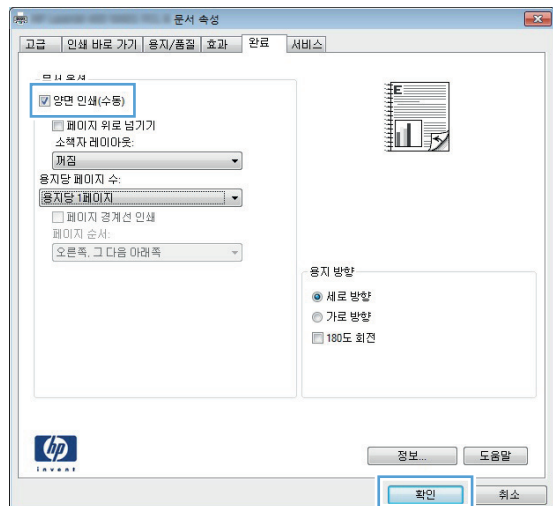 문서 속성
고급 인쇄 바로 가기 용지/품질 효과 완료 서비스
문서 옵션
양면 인쇄(수동)
페이지 위로 넘기기
소책자 레이아웃:
꺼짐
용지당 페이지 수:
용지당 1페이지
페이지 경계선 인쇄
페이지 순서:
오른쪽, 그 다음 아래쪽
E
용지 방향
세로 방향
가로 방향
180도 회전
hp
invent
정보... 도움말
확인 취소